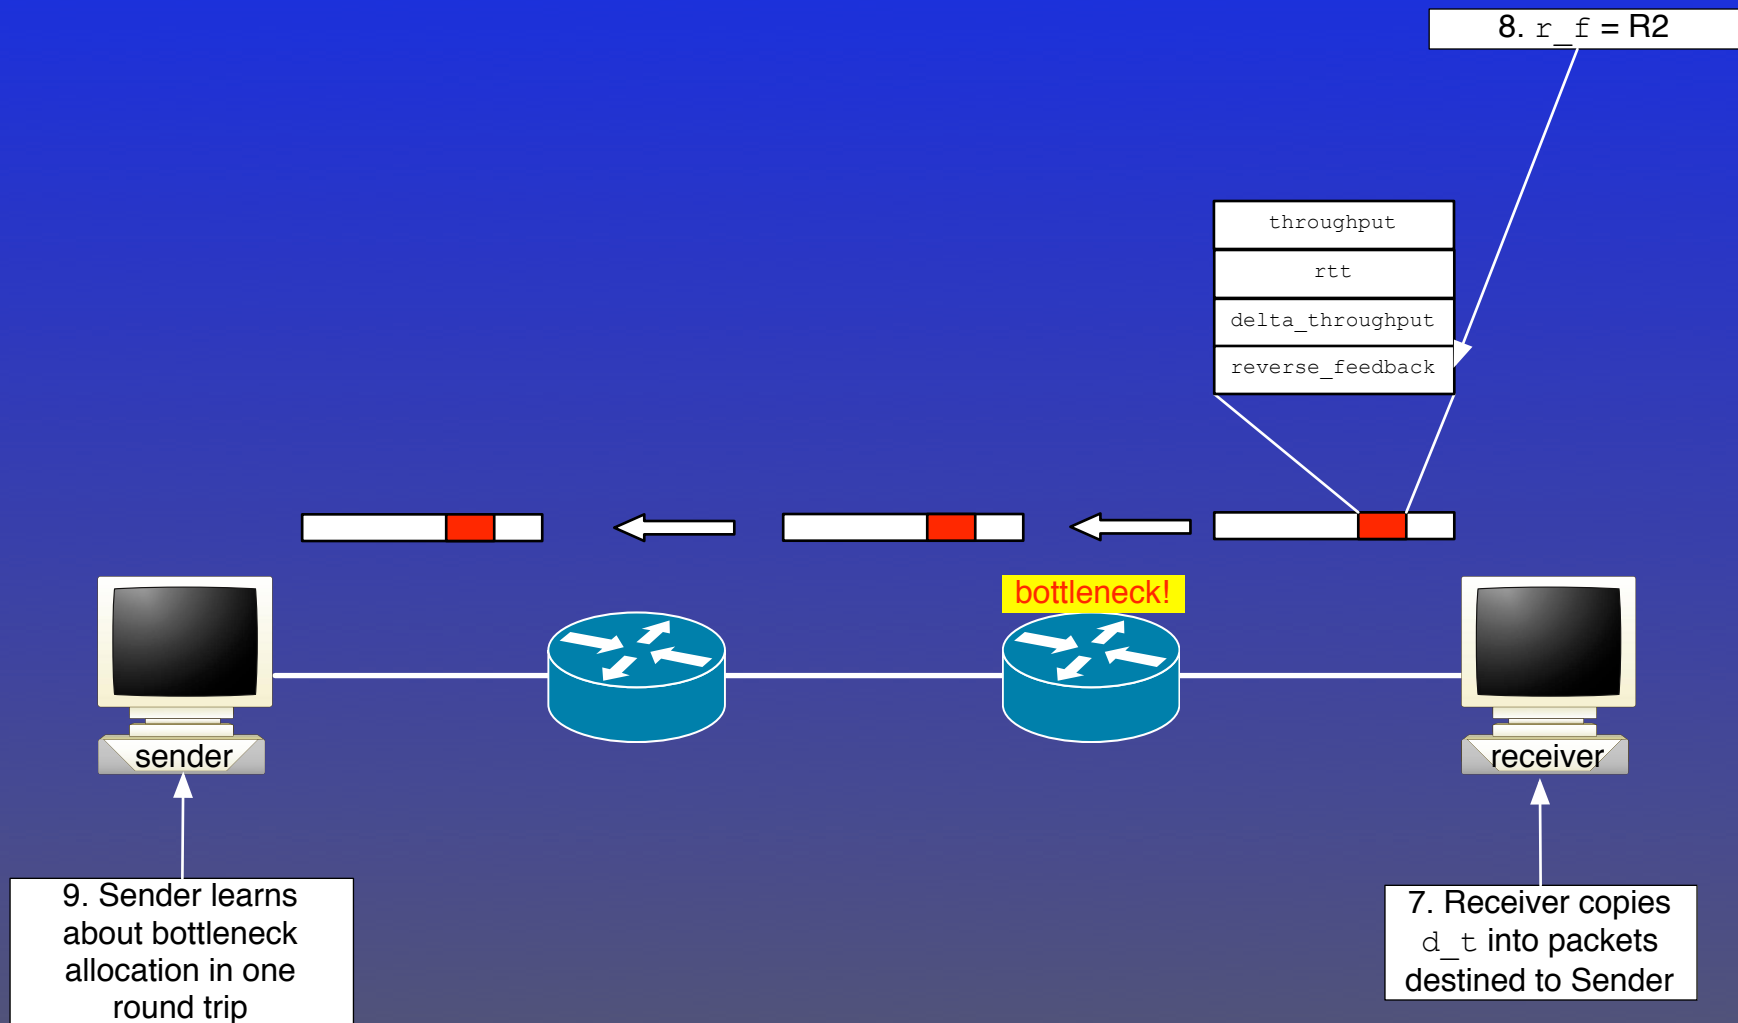 8. r_f = R2
throughput
rtt
delta_throughput
reverse_feedback
bottleneck!
sender
receiver
9. Sender learns
about bottleneck
allocation in one
round trip
7. Receiver copies
d_t into packets
destined to Sender